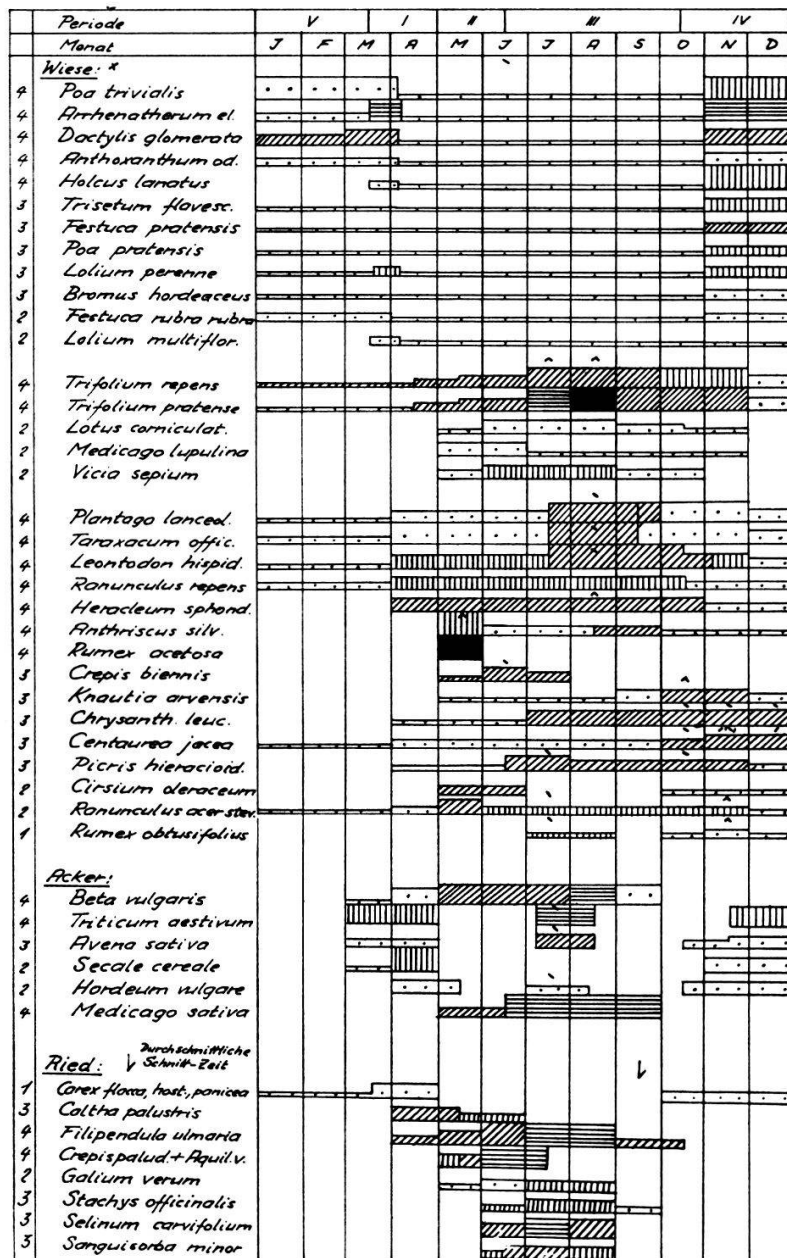 Periode V I II III IV
Monat J F M A M J J A S O N D
Wiese: x
4 Poa trivialis
4 Arrhenatherum el.
4 Dactylis glomerata
4 Anthoxanthum od.
4 Holcus lanatus
3 Trisetum flavesc.
3 Festuca pratensis
3 Poa pratensis
3 Lolium perenne
3 Bromus hordeaceus
2 Festuca rubra rubra
2 Lolium multiflor.
4 Trifolium repens
4 Trifolium pratense
2 Lotus corniculat.
2 Medicago lupulina
2 Vicia sepium
4 Plantago lanceol.
4 Taraxacum offic.
4 Leontodon hispid.
4 Ranunculus repens
4 Heracleum sphond.
4 Anthriscus silv.
4 Rumex acetosa
3 Crepis biennis
3 Knautia arvensis
3 Chrysanth. leuc.
3 Centaurea jacea
3 Picris hieracioid.
2 Cirsium oleraceum
2 Ranunculus acer stev.
1 Rumex obtusifolius
Acker:
4 Beta vulgaris
4 Triticum aestivum
3 Avena sativa
2 Secale cereale
2 Hordeum vulgare
4 Medicago sativa
Durchschnittliche
Ried: Schnitt-Zeit
1 Carex flacca, host., panicea
3 Caltha palustris
4 Filipendula ulmaria
4 Crepis palud. + Aquil. v.
2 Galium verum
3 Stachys officinalis
3 Selinum carvifolium
3 Sanguisorba minor